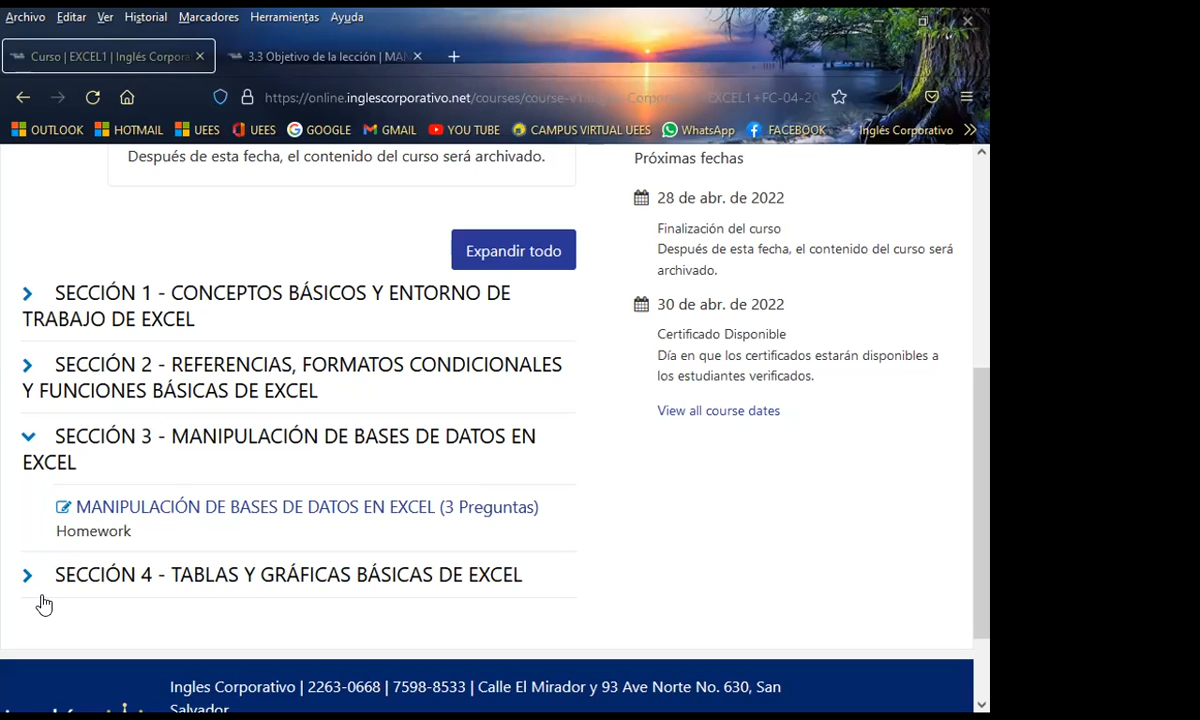 Archivo Editar Ver Historial Marcadores Herramientas Ayuda
Curso | EXCEL1 | Inglés Corpora
3.3 Objetivo de la lección | MAN
https://online.inglescorporativo.net/courses/course-v1
EXCEL1+FC-04-20
OUTLOOK HOTMAIL UEES UEES GOOGLE GMAIL YOU TUBE CAMPUS VIRTUAL UEES WhatsApp FACEBOOK Inglés Corporativo
Después de esta fecha, el contenido del curso será archivado.
Expandir todo
SECCIÓN 1 - CONCEPTOS BÁSICOS Y ENTORNO DE
TRABAJO DE EXCEL
SECCIÓN 2 - REFERENCIAS, FORMATOS CONDICIONALES
Y FUNCIONES BÁSICAS DE EXCEL
SECCIÓN 3 - MANIPULACIÓN DE BASES DE DATOS EN
EXCEL
MANIPULACIÓN DE BASES DE DATOS EN EXCEL (3 Preguntas)
Homework
SECCIÓN 4 - TABLAS Y GRÁFICAS BÁSICAS DE EXCEL
Próximas fechas
28 de abr. de 2022
Finalización del curso
Después de esta fecha, el contenido del curso será
archivado.
30 de abr. de 2022
Certificado Disponible
Día en que los certificados estarán disponibles a
los estudiantes verificados.
View all course dates
Ingles Corporativo | 2263-0668 | 7598-8533 | Calle El Mirador y 93 Ave Norte No. 630, San
Salvador